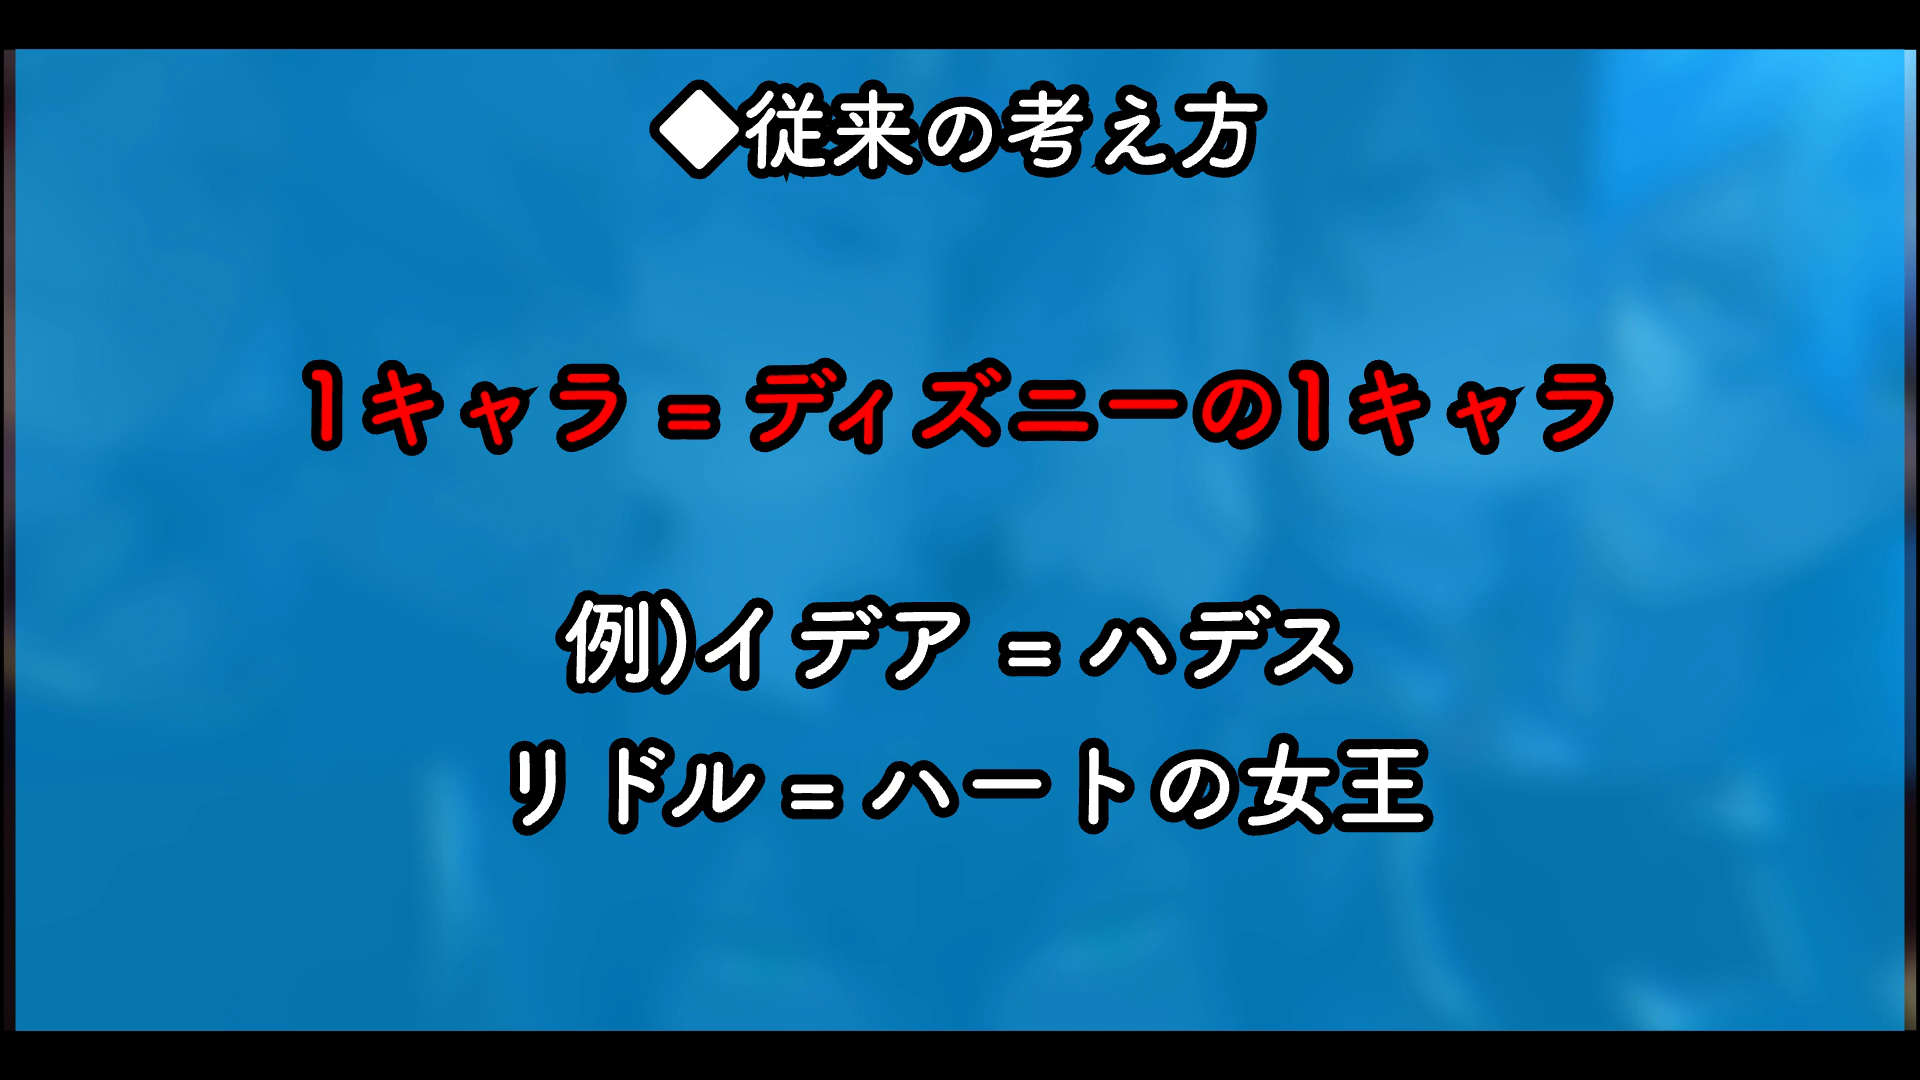 ◆従来の考え方
1キャラ = ディズニーの1キャラ
例)イデア = ハデス
リドル = ハートの女王